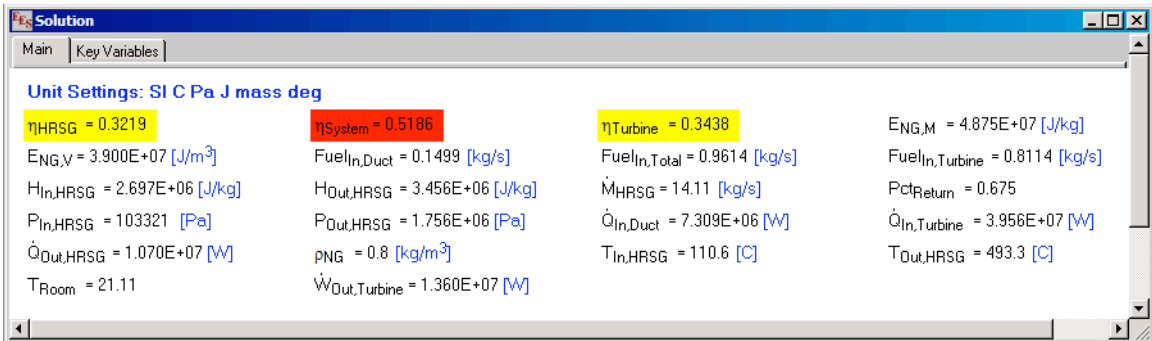 EES Solution
Main Key Variables
Unit Settings: SI C Pa J mass deg
ηHRSG = 0.3219 ηSystem = 0.5186 ηTurbine = 0.3438 ENG,M = 4.875E+07 [J/kg]
ENG,V = 3.900E+07 [J/m3] FuelIn,Duct = 0.1499 [kg/s] FuelIn,Total = 0.9614 [kg/s] FuelIn,Turbine = 0.8114 [kg/s]
HIn,HRSG = 2.697E+06 [J/kg] HOut,HRSG = 3.456E+06 [J/kg] ṀHRSG = 14.11 [kg/s] PctReturn = 0.675
PIn,HRSG = 103321 [Pa] POut,HRSG = 1.756E+06 [Pa] Q̇In,Duct = 7.309E+06 [W] Q̇In,Turbine = 3.956E+07 [W]
Q̇Out,HRSG = 1.070E+07 [W] ρNG = 0.8 [kg/m3] TIn,HRSG = 110.6 [C] TOut,HRSG = 493.3 [C]
TRoom = 21.11 ẆOut,Turbine = 1.360E+07 [W]